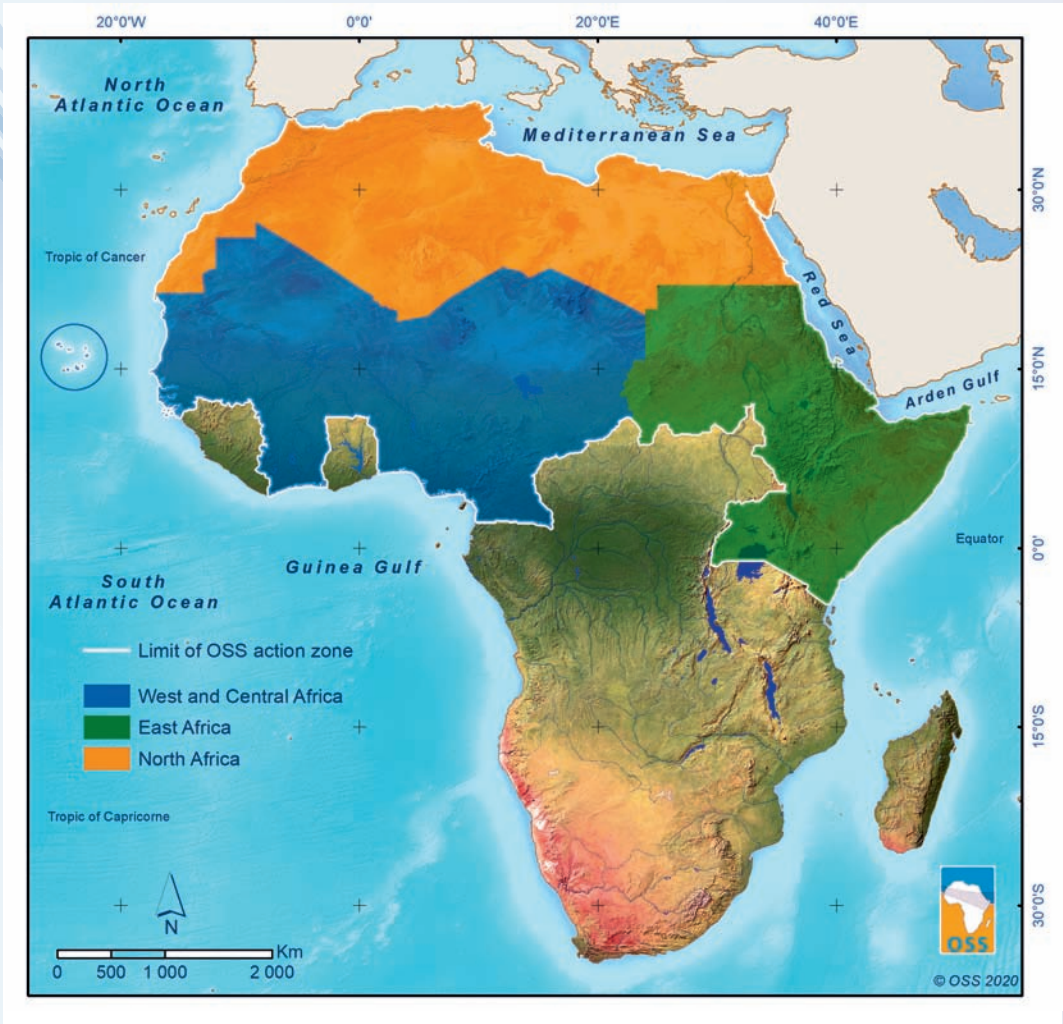 20°0'W 0°0' 20°0'E 40°0'E
North
Atlantic Ocean
Mediterranean Sea
30°0'N
Tropic of Cancer
Red Sea
15°0'N
Arden Gulf
Equator
0°0'
Guinea Gulf
South
Atlantic Ocean
Limit of OSS action zone
West and Central Africa
East Africa
North Africa
15°0'S
Tropic of Capricorne
30°0'S
N
Km
0 500 1 000 2 000
OSS
© OSS 2020